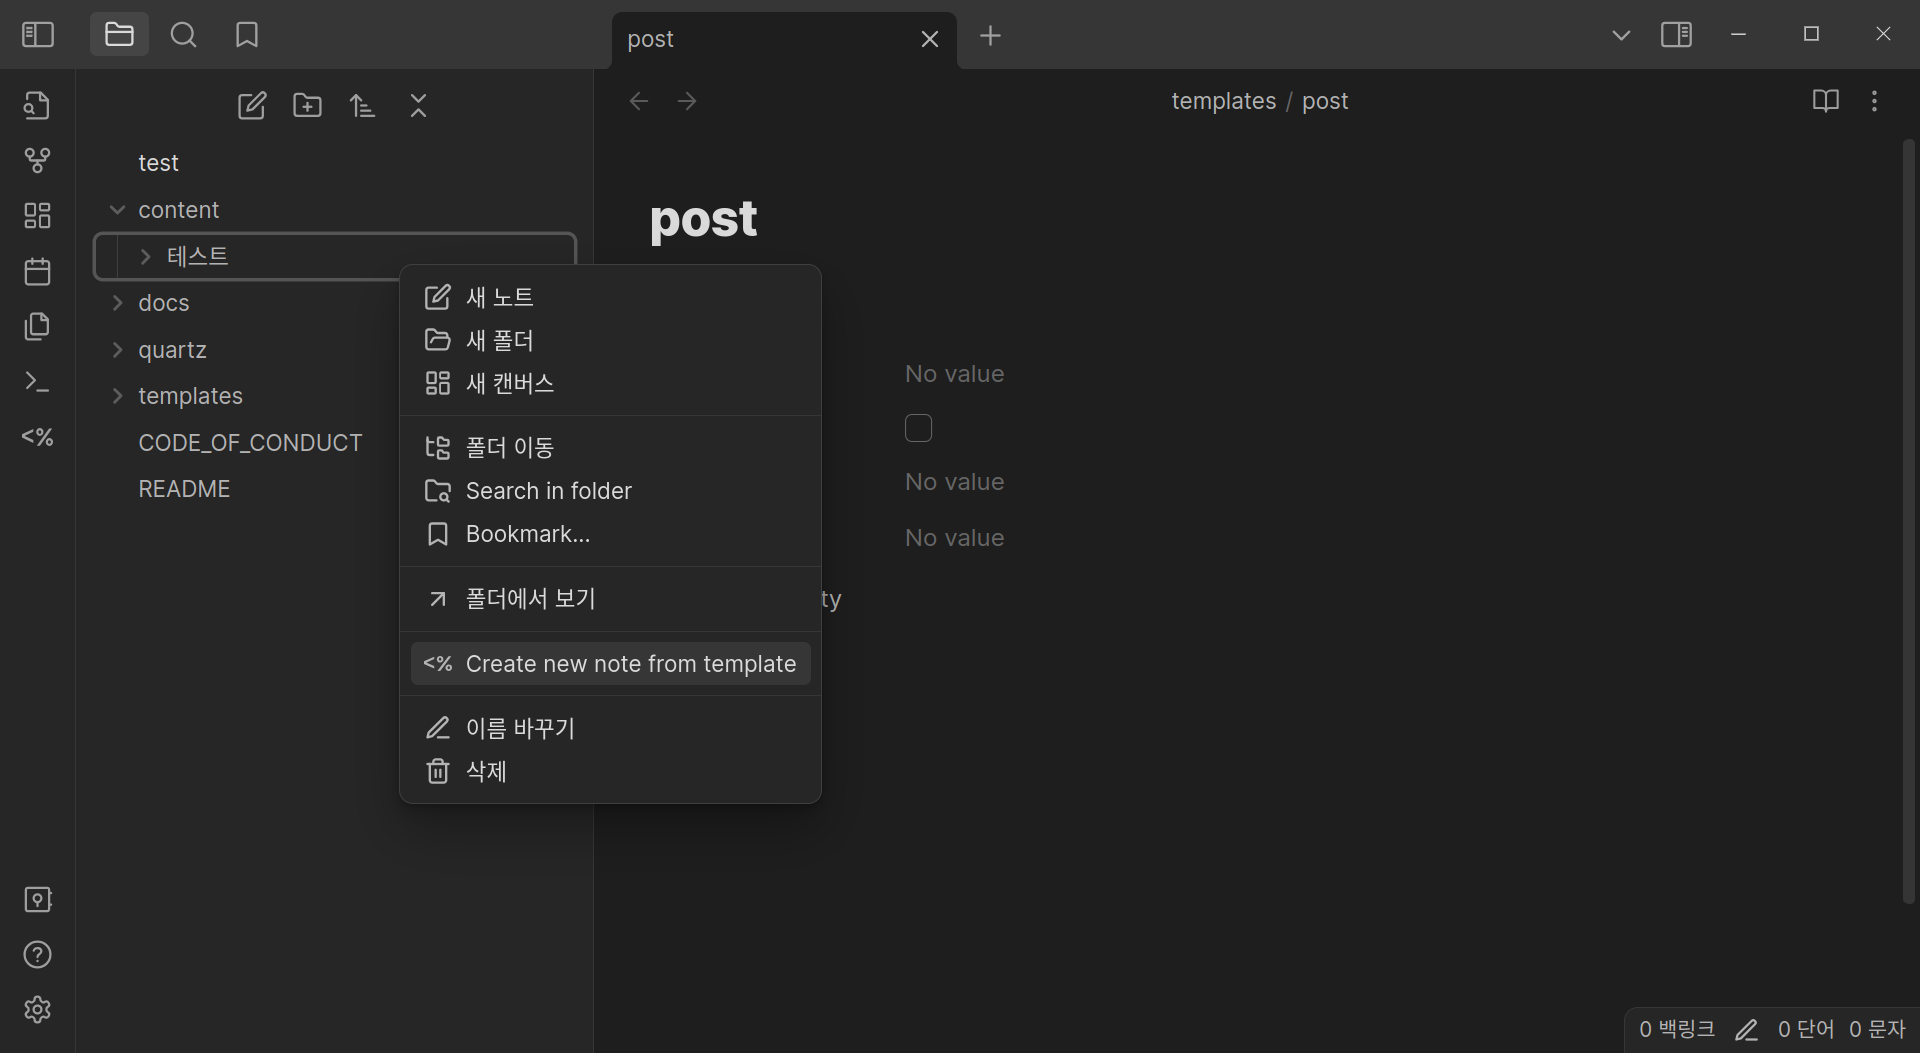 post
templates / post
test
content
테스트
docs
quartz
templates
CODE_OF_CONDUCT
README
<%
post
No value
No value
No value
ty
새 노트
새 폴더
새 캔버스
폴더 이동
Search in folder
Bookmark...
폴더에서 보기
<% Create new note from template
이름 바꾸기
삭제
0 백링크 0 단어 0 문자